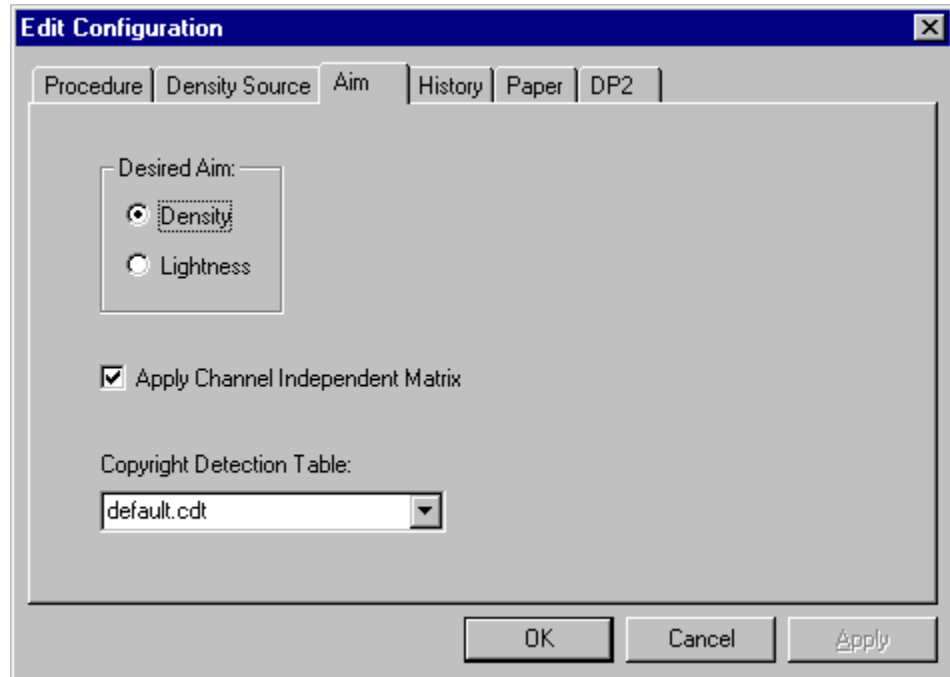 Edit Configuration
Procedure Density Source Aim History Paper DP2
Desired Aim:
Density
Lightness
Apply Channel Independent Matrix
Copyright Detection Table:
default.cdt
OK Cancel Apply